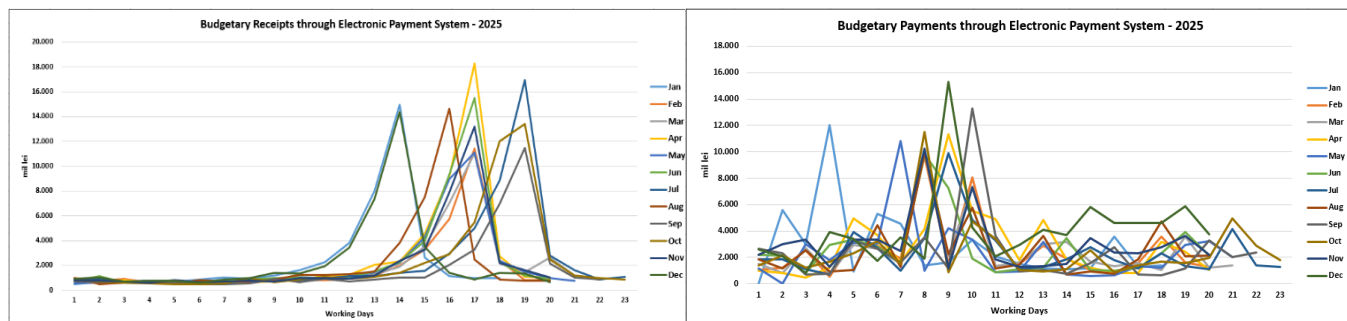 Budgetary Receipts through Electronic Payment System - 2025
mil lei
20.000
18.000
16.000
14.000
12.000
10.000
8.000
6.000
4.000
2.000
0.000
1 2 3 4 5 6 7 8 9 10 11 12 13 14 15 16 17 18 19 20 21 22 23
Working Days
Jan
Feb
Mar
Apr
May
Jun
Jul
Aug
Sep
Oct
Nov
Dec
Budgetary Payments through Electronic Payment System - 2025
mil lei
18.000
16.000
14.000
12.000
10.000
8.000
6.000
4.000
2.000
0.000
1 2 3 4 5 6 7 8 9 10 11 12 13 14 15 16 17 18 19 20 21 22 23
Working Days
Jan
Feb
Mar
Apr
May
Jun
Jul
Aug
Sep
Oct
Nov
Dec